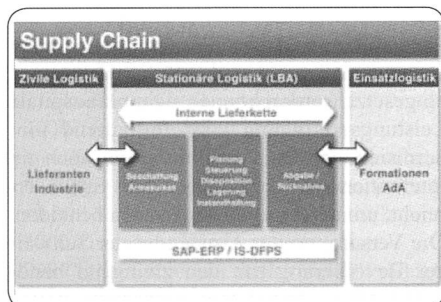 Supply Chain
Zivile Logistik
Stationäre Logistik (LBA)
Einsatzlogistik
Interne Lieferkette
Lieferanten
Industrie
Beschaffung
Armasuisse
Planung
Steuerung
Disposition
Lagerung
Instandhaltung
Abgabe /
Rücknahme
Formationen
AdA
SAP-ERP / IS-DFPS